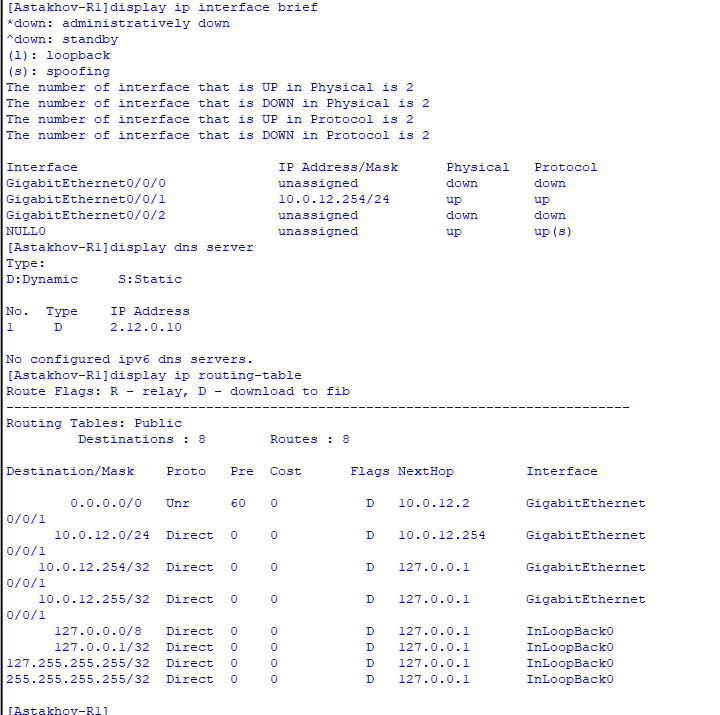 [Astakhov-R1]display ip interface brief
*down: administratively down
^down: standby
(l): loopback
(s): spoofing
The number of interface that is UP in Physical is 2
The number of interface that is DOWN in Physical is 2
The number of interface that is UP in Protocol is 2
The number of interface that is DOWN in Protocol is 2
Interface                         IP Address/Mask      Physical   Protocol
GigabitEthernet0/0/0              unassigned           down       down
GigabitEthernet0/0/1              10.0.12.254/24       up         up
GigabitEthernet0/0/2              unassigned           down       down
NULL0                             unassigned           up         up(s)
[Astakhov-R1]display dns server
Type:
D:Dynamic     S:Static
No.  Type    IP Address
1     D      2.12.0.10
No configured ipv6 dns servers.
[Astakhov-R1]display ip routing-table
Route Flags: R - relay, D - download to fib
------------------------------------------------------------------------------
Routing Tables: Public
         Destinations : 8        Routes : 8
Destination/Mask    Proto   Pre  Cost      Flags NextHop         Interface
        0.0.0.0/0   Unr     60   0           D   10.0.12.2       GigabitEthernet
0/0/1
      10.0.12.0/24  Direct  0    0           D   10.0.12.254     GigabitEthernet
0/0/1
    10.0.12.254/32  Direct  0    0           D   127.0.0.1       GigabitEthernet
0/0/1
    10.0.12.255/32  Direct  0    0           D   127.0.0.1       GigabitEthernet
0/0/1
      127.0.0.0/8   Direct  0    0           D   127.0.0.1       InLoopBack0
      127.0.0.1/32  Direct  0    0           D   127.0.0.1       InLoopBack0
127.255.255.255/32  Direct  0    0           D   127.0.0.1       InLoopBack0
255.255.255.255/32  Direct  0    0           D   127.0.0.1       InLoopBack0
[Astakhov-R1]